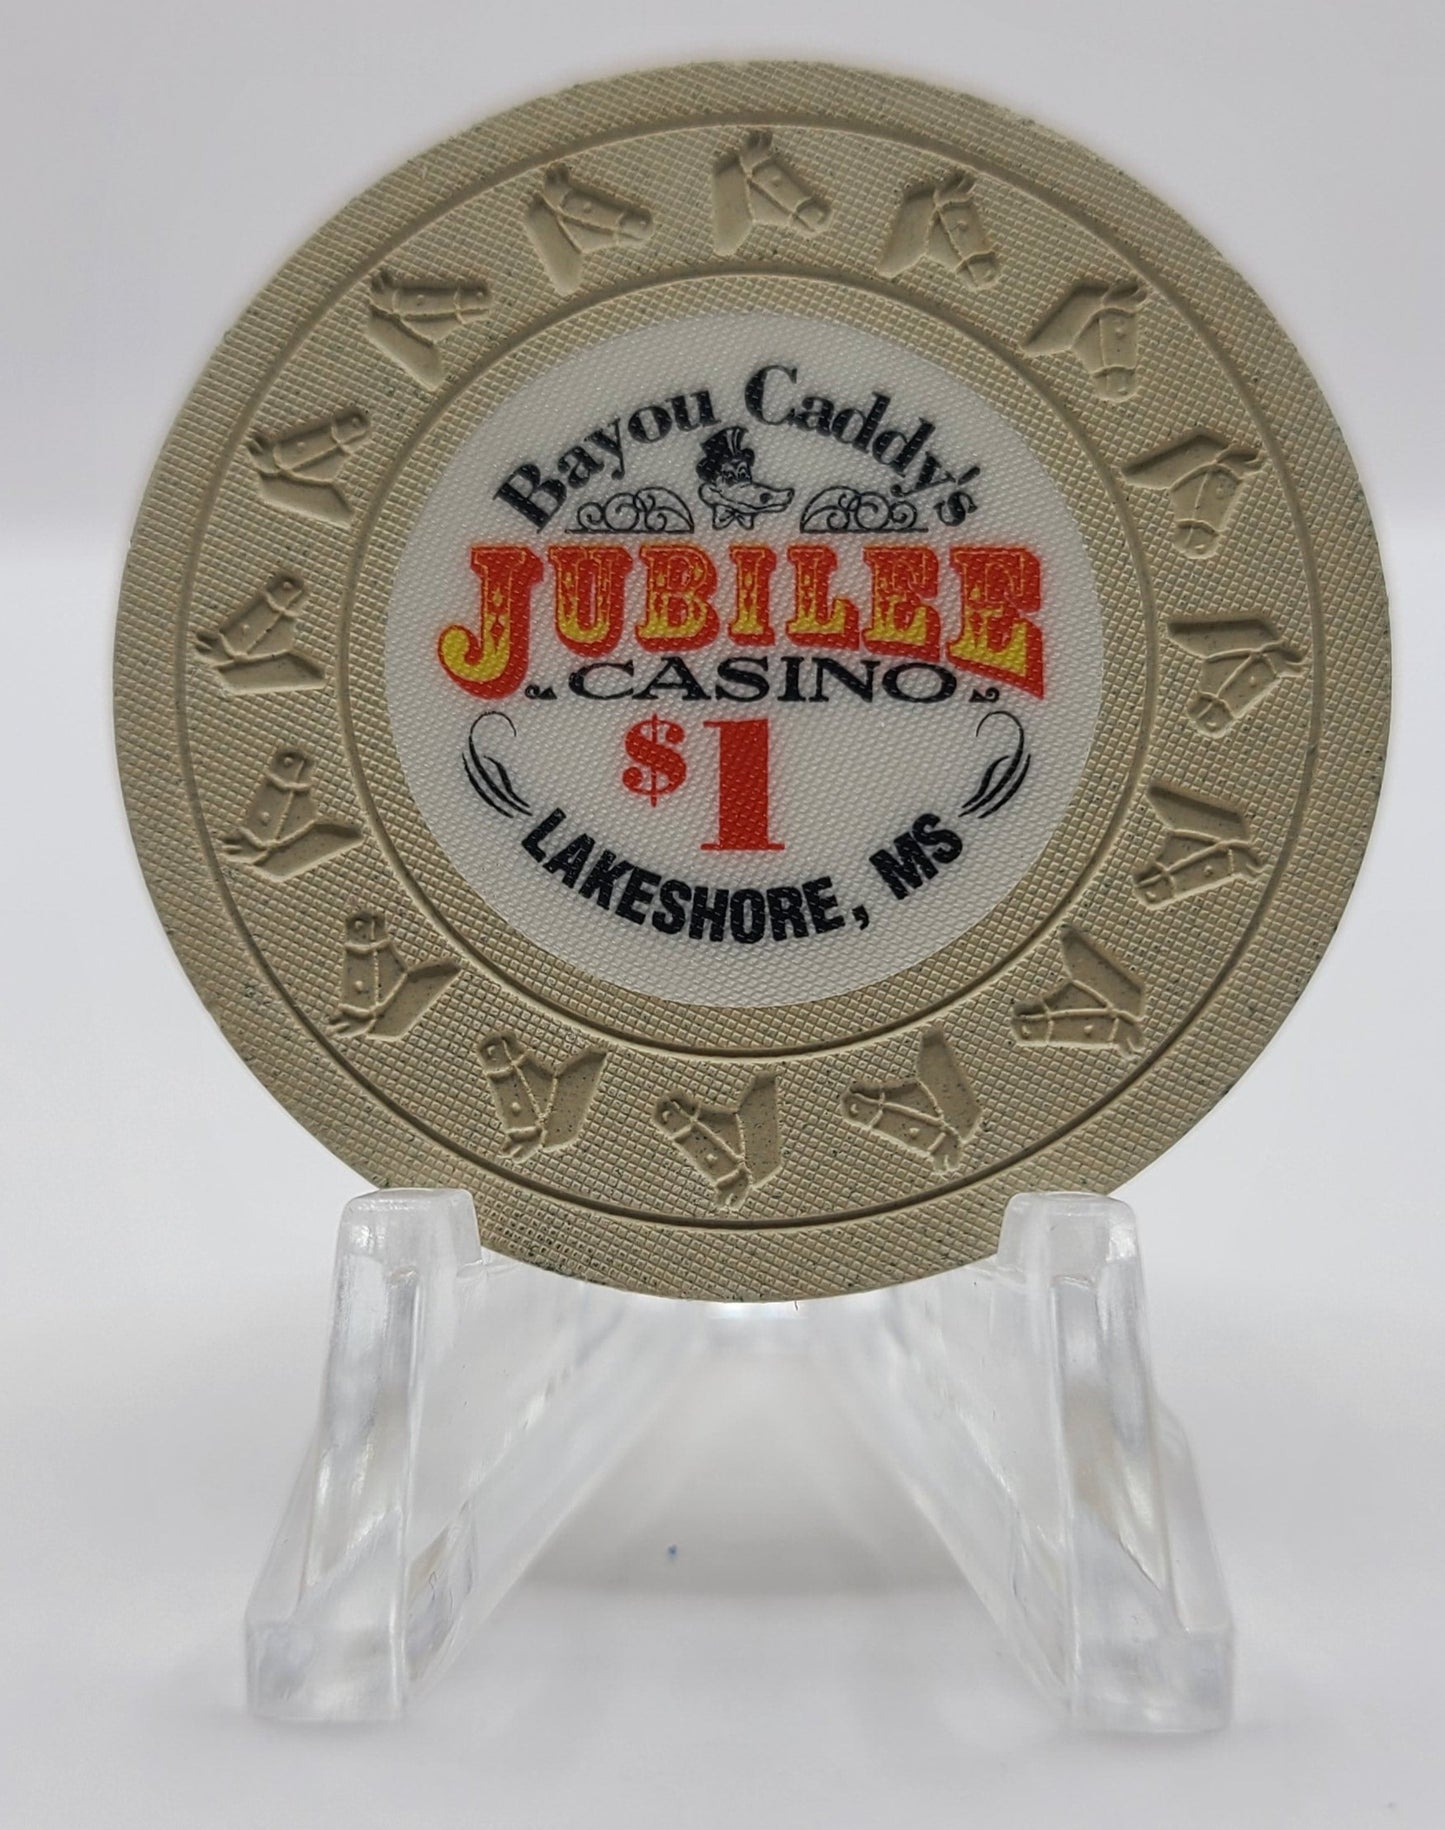 Bayou Caddy's
JUBILEE
CASINO
$1
LAKESHORE, MS